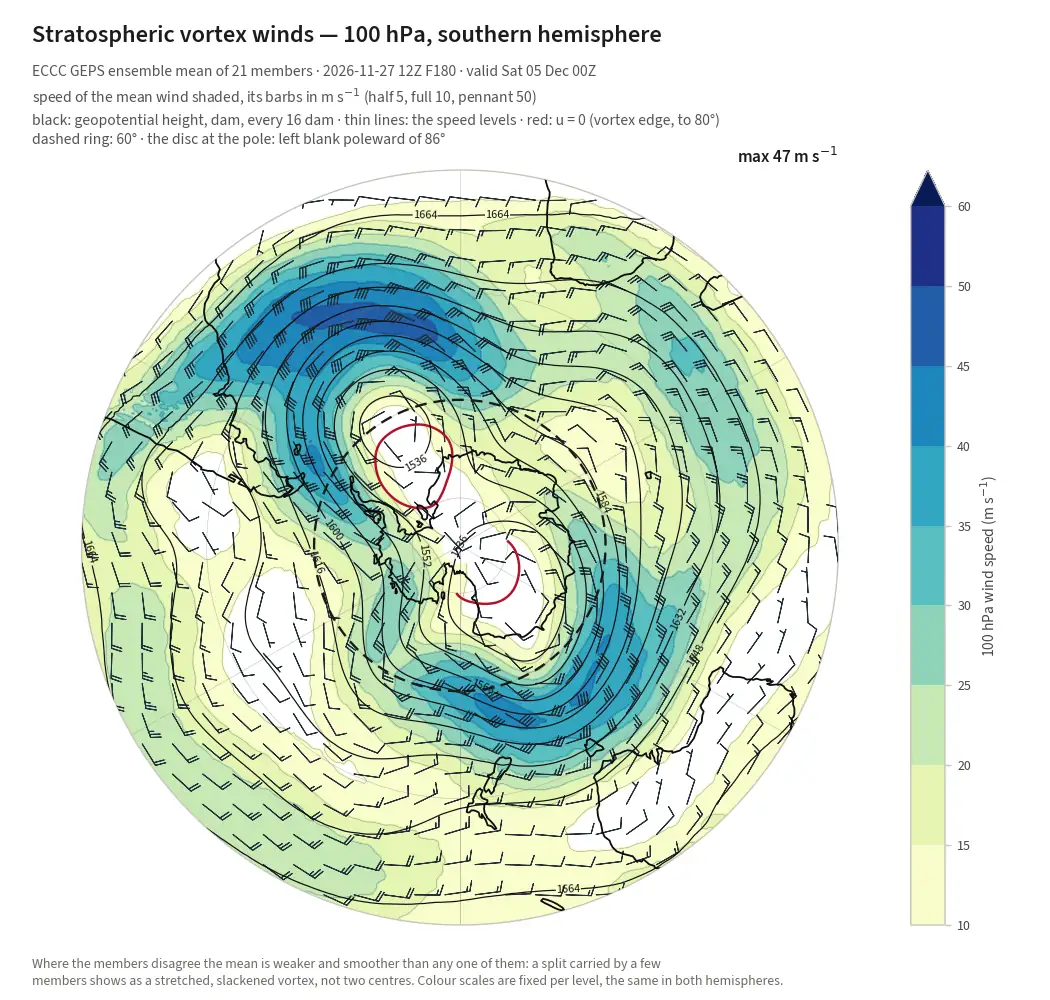 Stratospheric vortex winds — 100 hPa, southern hemisphere
ECCC GEPS ensemble mean of 21 members · 2026-11-27 12Z F180 · valid Sat 05 Dec 00Z
speed of the mean wind shaded, its barbs in m s⁻¹ (half 5, full 10, pennant 50)
black: geopotential height, dam, every 16 dam · thin lines: the speed levels · red: u = 0 (vortex edge, to 80°)
dashed ring: 60° · the disc at the pole: left blank poleward of 86°
max 47 m s⁻¹
1664 1664
1536
1584
1600
1616
1552
1536
1664
1632
1648
1664
60
50
45
40
35
30
25
20
15
10
100 hPa wind speed (m s⁻¹)
Where the members disagree the mean is weaker and smoother than any one of them: a split carried by a few
members shows as a stretched, slackened vortex, not two centres. Colour scales are fixed per level, the same in both hemispheres.